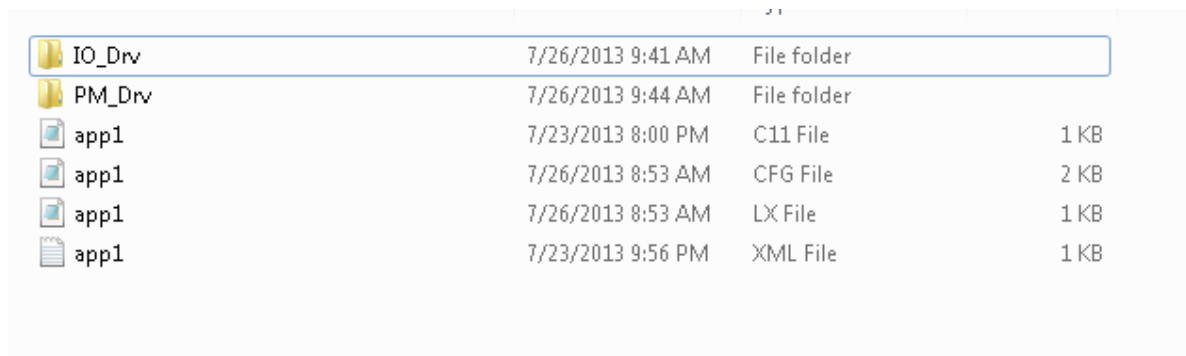 IO_Drv 7/26/2013 9:41 AM File folder
PM_Drv 7/26/2013 9:44 AM File folder
app1 7/23/2013 8:00 PM C11 File 1 KB
app1 7/26/2013 8:53 AM CFG File 2 KB
app1 7/26/2013 8:53 AM LX File 1 KB
app1 7/23/2013 9:56 PM XML File 1 KB